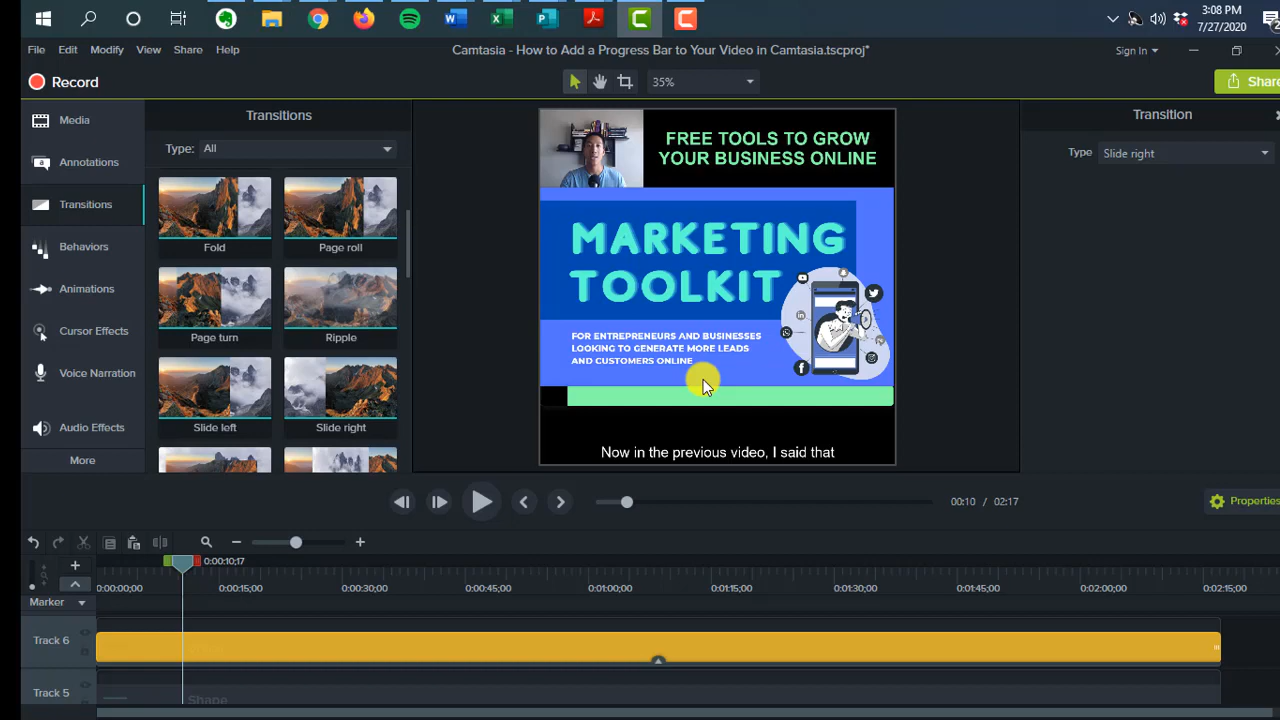 3:08 PM
7/27/2020
Camtasia - How to Add a Progress Bar to Your Video in Camtasia.tscproj*
File Edit Modify View Share Help
Sign In
Record
35%
Share
Media
Annotations
Transitions
Behaviors
Animations
Cursor Effects
Voice Narration
Audio Effects
More
Transitions
Type: All
Fold
Page roll
Page turn
Ripple
Slide left
Slide right
FREE TOOLS TO GROW
YOUR BUSINESS ONLINE
MARKETING
TOOLKIT
FOR ENTREPRENEURS AND BUSINESSES
LOOKING TO GENERATE MORE LEADS
AND CUSTOMERS ONLINE
Now in the previous video, I said that
Transition
Type Slide right
00:10 / 02:17
Properties
0:00:10;17
0:00:00;00 0:00:15;00 0:00:30;00 0:00:45;00 0:01:00;00 0:01:15;00 0:01:30;00 0:01:45;00 0:02:00;00 0:02:15;00
Marker
Track 6
Track 5
Shape